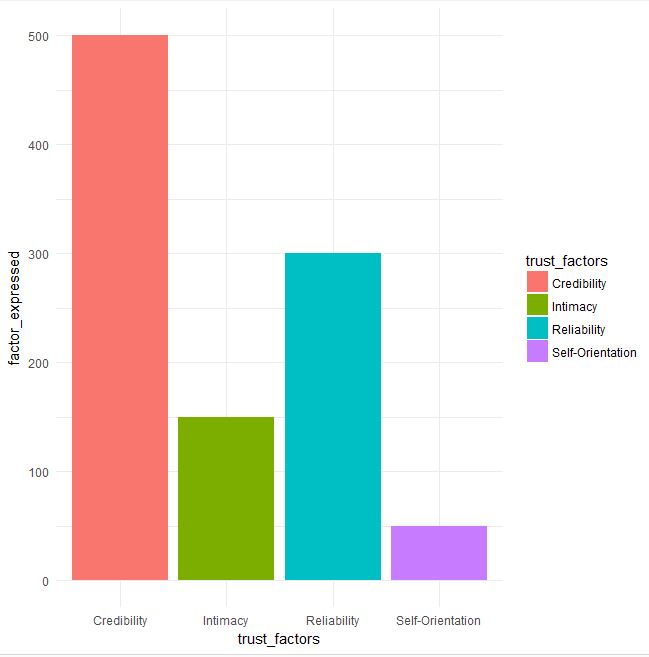 500
400
300
200
100
0
factor_expressed
Credibility Intimacy Reliability Self-Orientation
trust_factors
trust_factors
Credibility
Intimacy
Reliability
Self-Orientation